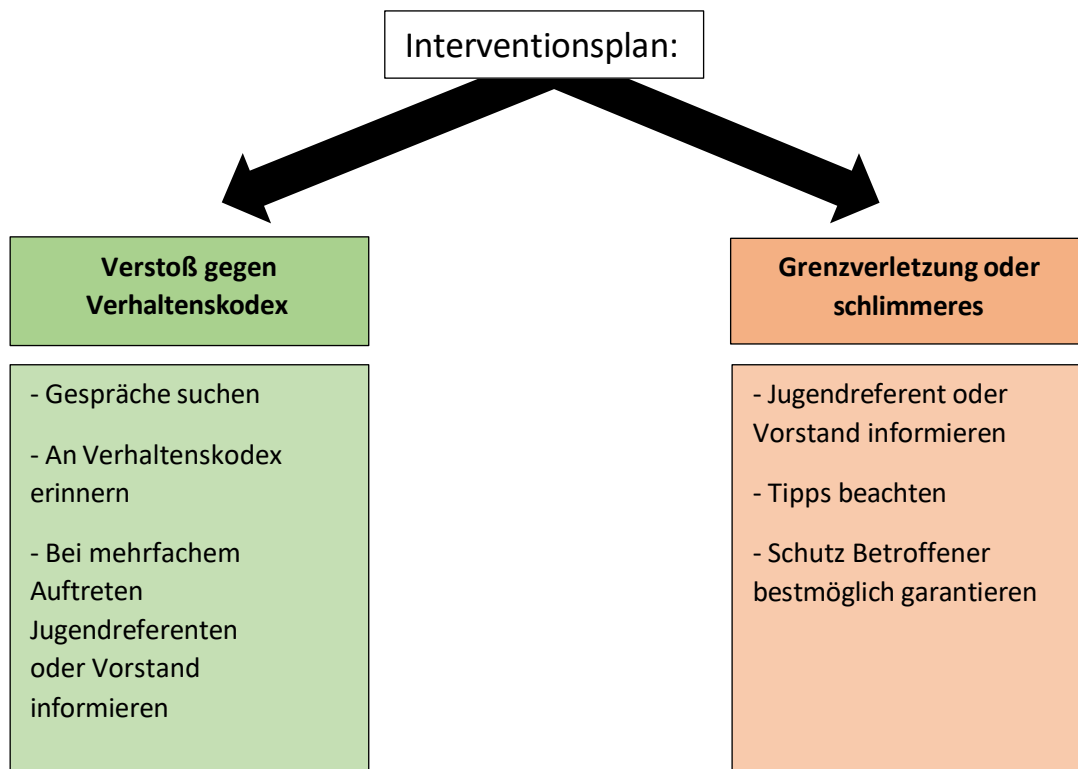 Interventionsplan:
Verstoß gegen
Verhaltenskodex
- Gespräche suchen
- An Verhaltenskodex
erinnern
- Bei mehrfachem
Auftreten
Jugendreferenten
oder Vorstand
informieren
Grenzverletzung oder
schlimmeres
- Jugendreferent oder
Vorstand informieren
- Tipps beachten
- Schutz Betroffener
bestmöglich garantieren